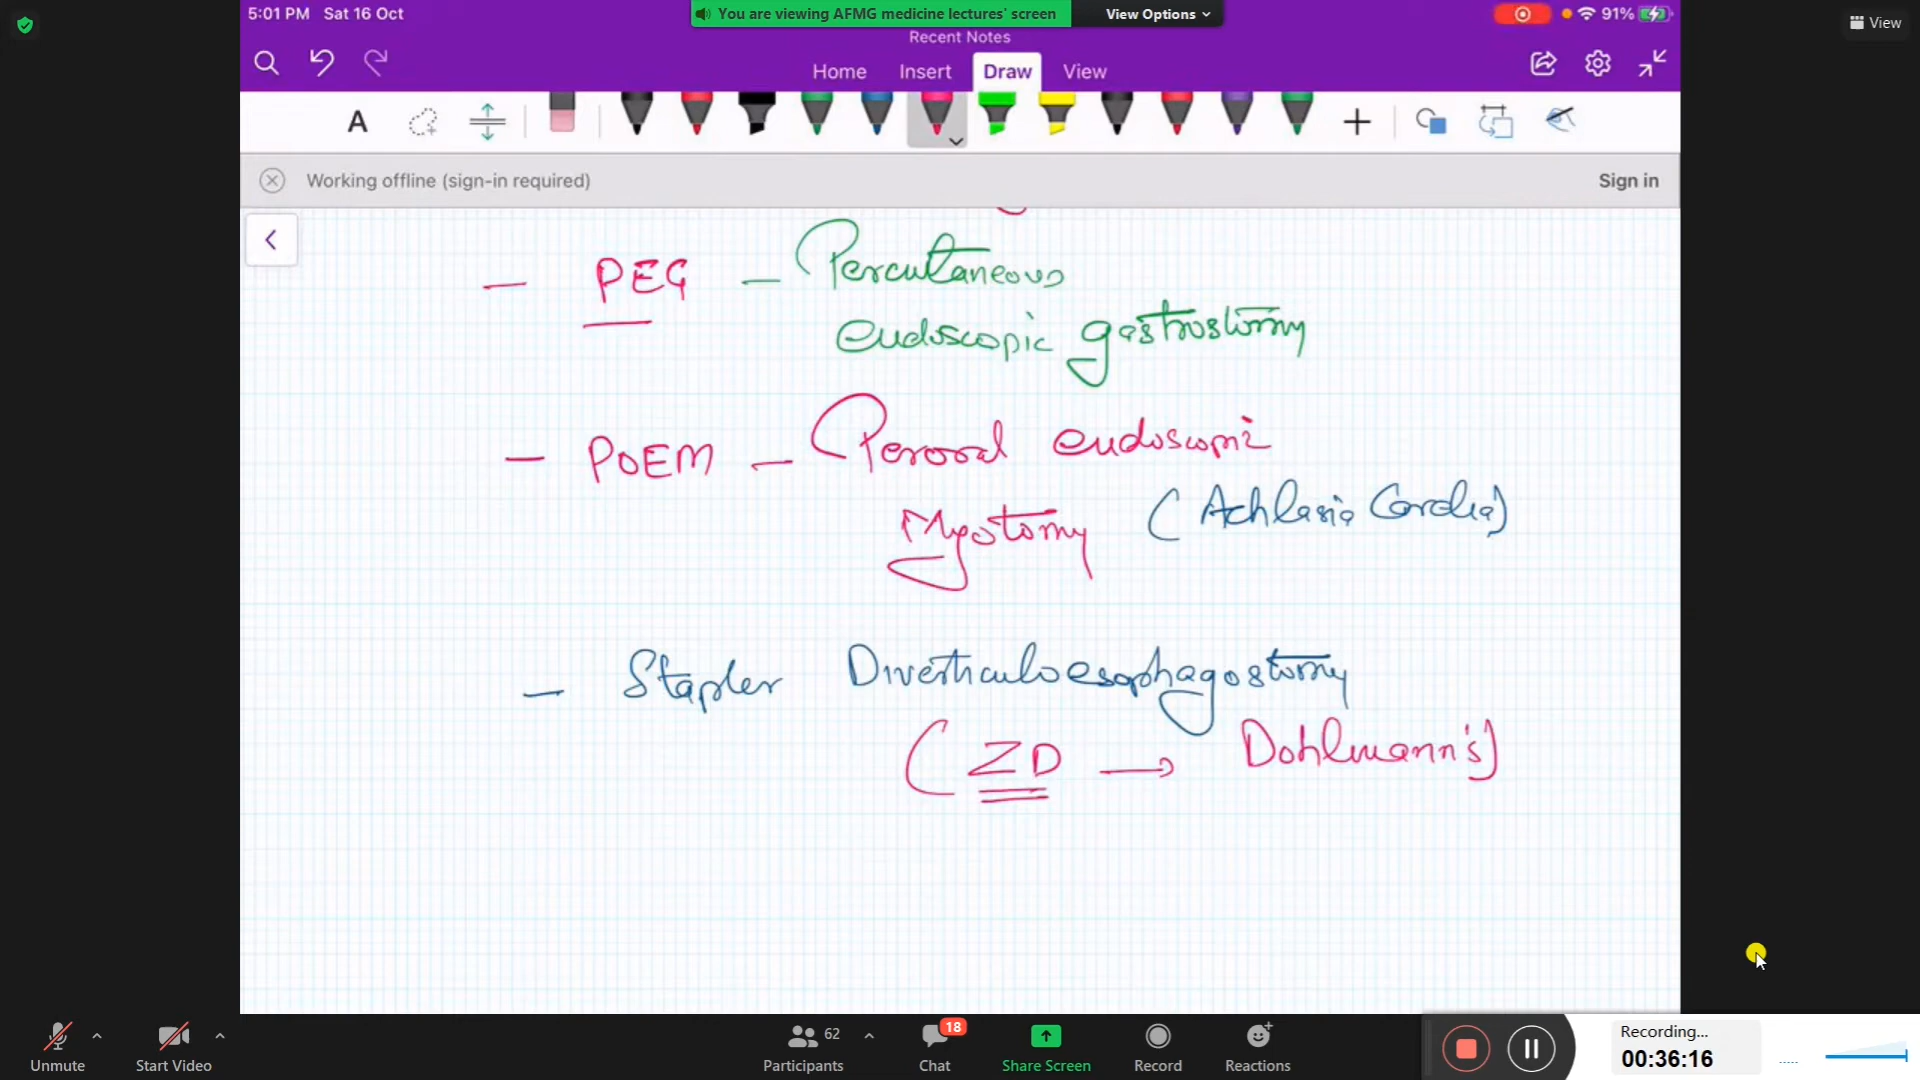 5:01 PM Sat 16 Oct
You are viewing AFMG medicine lectures' screen
View Options
91%
View
Recent Notes
Home Insert Draw View
A
Working offline (sign-in required)
Sign in
- PEG - Percutaneous
endoscopic gastrostomy
- POEM - Peroral endoscopic
Myotomy (Achlasia Cardia)
- Stapler Diverticuloesophagostomy
(ZD → Dohlmann's)
Unmute
Start Video
62
Participants
18
Chat
Share Screen
Record
Reactions
Recording...
00:36:16